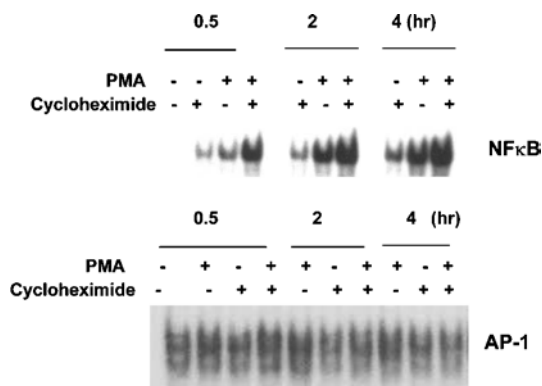 0.5 2 4 (hr)
PMA - - + + - + + - + +
Cycloheximide - + - + + - + + - +
NFκB
0.5 2 4 (hr)
PMA - + - + + - + + - +
Cycloheximide - - + + - + + - + +
AP-1